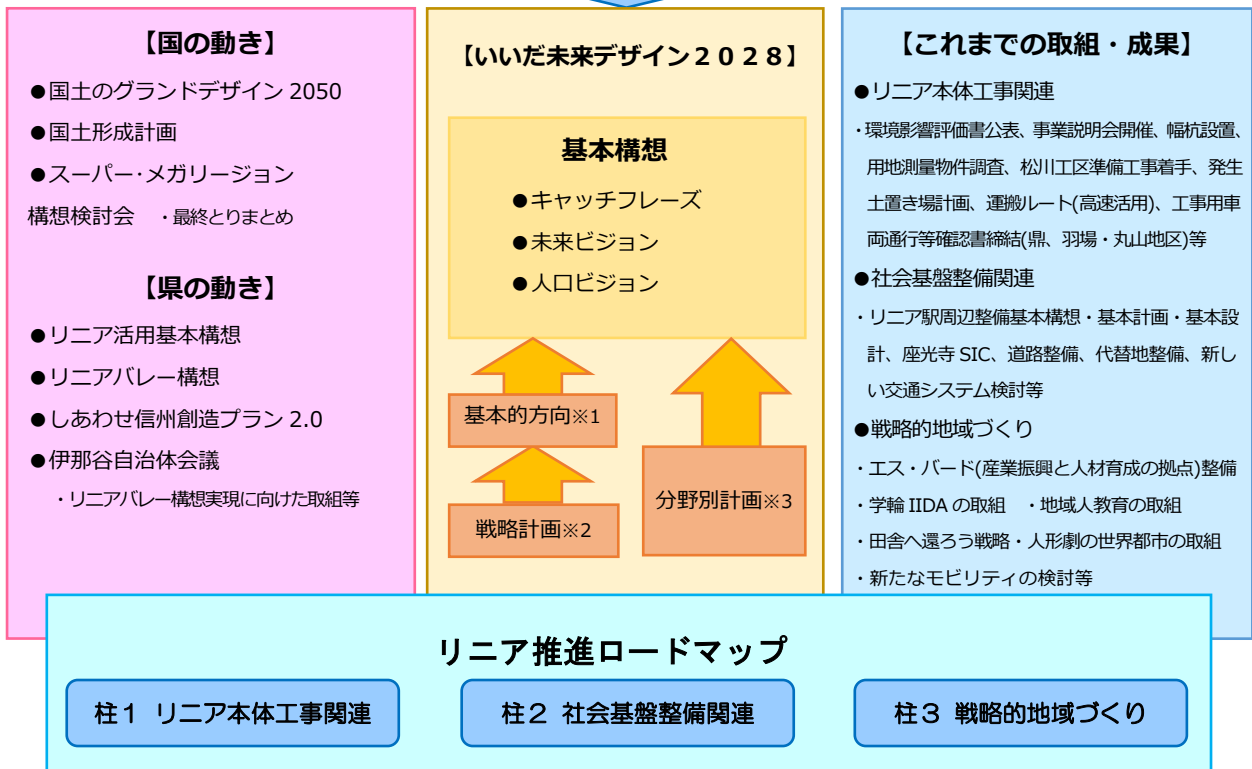 【国の動き】
●国土のグランドデザイン 2050
●国土形成計画
●スーパー・メガリージョン
構想検討会 ・最終とりまとめ
【県の動き】
●リニア活用基本構想
●リニアバレー構想
●しあわせ信州創造プラン 2.0
●伊那谷自治体会議
・リニアバレー構想実現に向けた取組等
【いいだ未来デザイン２０２８】
基本構想
●キャッチフレーズ
●未来ビジョン
●人口ビジョン
基本的方向※1
戦略計画※2
分野別計画※3
【これまでの取組・成果】
●リニア本体工事関連
・環境影響評価書公表、事業説明会開催、幅杭設置、
用地測量物件調査、松川工区準備工事着手、発生
土置き場計画、運搬ルート(高速活用)、工事用車
両通行等確認書締結(鼎、羽場・丸山地区)等
●社会基盤整備関連
・リニア駅周辺整備基本構想・基本計画・基本設
計、座光寺 SIC、道路整備、代替地整備、新し
い交通システム検討等
●戦略的地域づくり
・エス・バード(産業振興と人材育成の拠点)整備
・学輪 IIDA の取組 ・地域人教育の取組
・田舎へ還ろう戦略・人形劇の世界都市の取組
・新たなモビリティの検討等
リニア推進ロードマップ
柱１ リニア本体工事関連
柱２ 社会基盤整備関連
柱３ 戦略的地域づくり